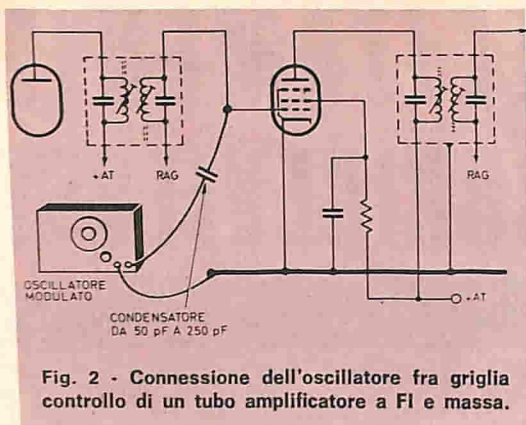 +AT
RAG
RAG
OSCILLATORE
MODULATO
CONDENSATORE
DA 50 pF A 250 pF
+AT
Fig. 2 - Connessione dell'oscillatore fra griglia
controllo di un tubo amplificatore a FI e massa.